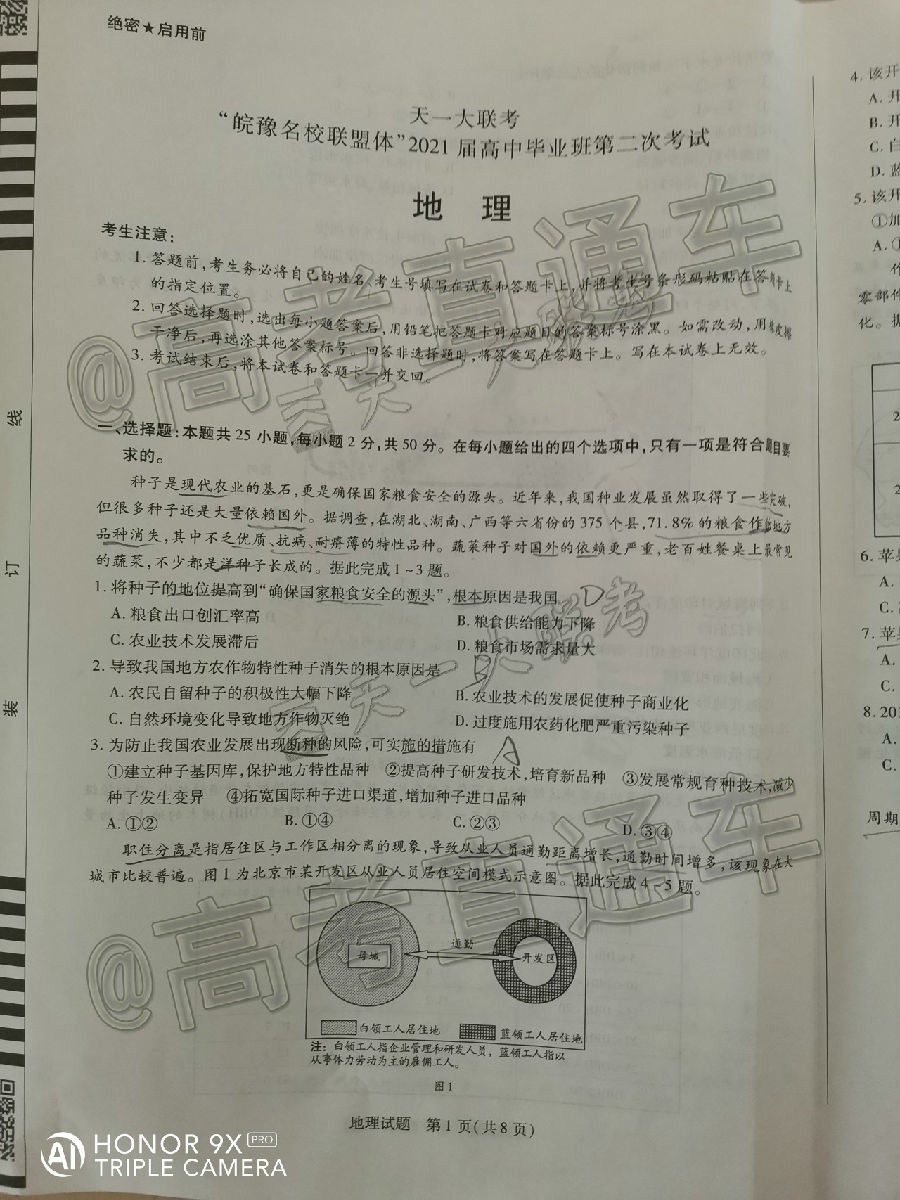 绝密★启用前
天一大联考
“皖豫名校联盟体”2021届高中毕业班第二次考试
地 理
考生注意：
1. 答题前，考生务必将自己的姓名、考生号填写在试卷和答题卡上，并将考生号条形码粘贴在答题卡上
的指定位置。
2. 回答选择题时，选出每小题答案后，用铅笔把答题卡对应题目的答案标号涂黑。如需改动，用橡皮擦
干净后，再选涂其他答案标号。回答非选择题时，将答案写在答题卡上。写在本试卷上无效。
3. 考试结束后，将本试卷和答题卡一并交回。
一、选择题：本题共25小题，每小题2分，共50分。在每小题给出的四个选项中，只有一项是符合题目要
求的。
种子是现代农业的基石，更是确保国家粮食安全的源头。近年来，我国种业发展虽然取得了一些突破，
但很多种子还是大量依赖国外。据调查，在湖北、湖南、广西等六省份的375个县，71.8%的粮食作物地方
品种消失，其中不乏优质、抗病、耐瘠薄的特性品种。蔬菜种子对国外的依赖更严重，老百姓餐桌上最常见
的蔬菜，不少都是洋种子长成的。据此完成1~3题。
1. 将种子的地位提高到“确保国家粮食安全的源头”，根本原因是我国 D
A. 粮食出口创汇率高 B. 粮食供给能力下降
C. 农业技术发展滞后 D. 粮食市场需求量大
2. 导致我国地方农作物特性种子消失的根本原因是 B
A. 农民自留种子的积极性大幅下降 B. 农业技术的发展促使种子商业化
C. 自然环境变化导致地方作物灭绝 D. 过度施用农药化肥严重污染种子
3. 为防止我国农业发展出现断种的风险，可实施的措施有 A
①建立种子基因库，保护地方特性品种 ②提高种子研发技术，培育新品种 ③发展常规育种技术，减少
种子发生变异 ④拓宽国际种子进口渠道，增加种子进口品种
A. ①② B. ①④ C. ②③ D. ③④
职住分离是指居住区与工作区相分离的现象，导致从业人员通勤距离增长，通勤时间增多，该现象在大
城市比较普遍。图1为北京市某开发区从业人员居住空间模式示意图。据此完成4~5题。
母城 通勤 开发区
白领工人居住地 蓝领工人居住地
注：白领工人指企业管理和研发人员，蓝领工人指以
从事体力劳动为主的雇佣工人。
图1
地理试题 第1页（共8页）
线
订
装
4. 该开
A. 开
B. 开
C. 白
D. 蓝
5. 该开
①加
A. ①
作
零部件
化。据
2
2
6. 苹果
A.
C.
7. 苹果
A.
C.
8. 20
A.
C.
周期
@高考直通车
百天一大联考
@高考直通车
HONOR 9X PRO
AI TRIPLE CAMERA